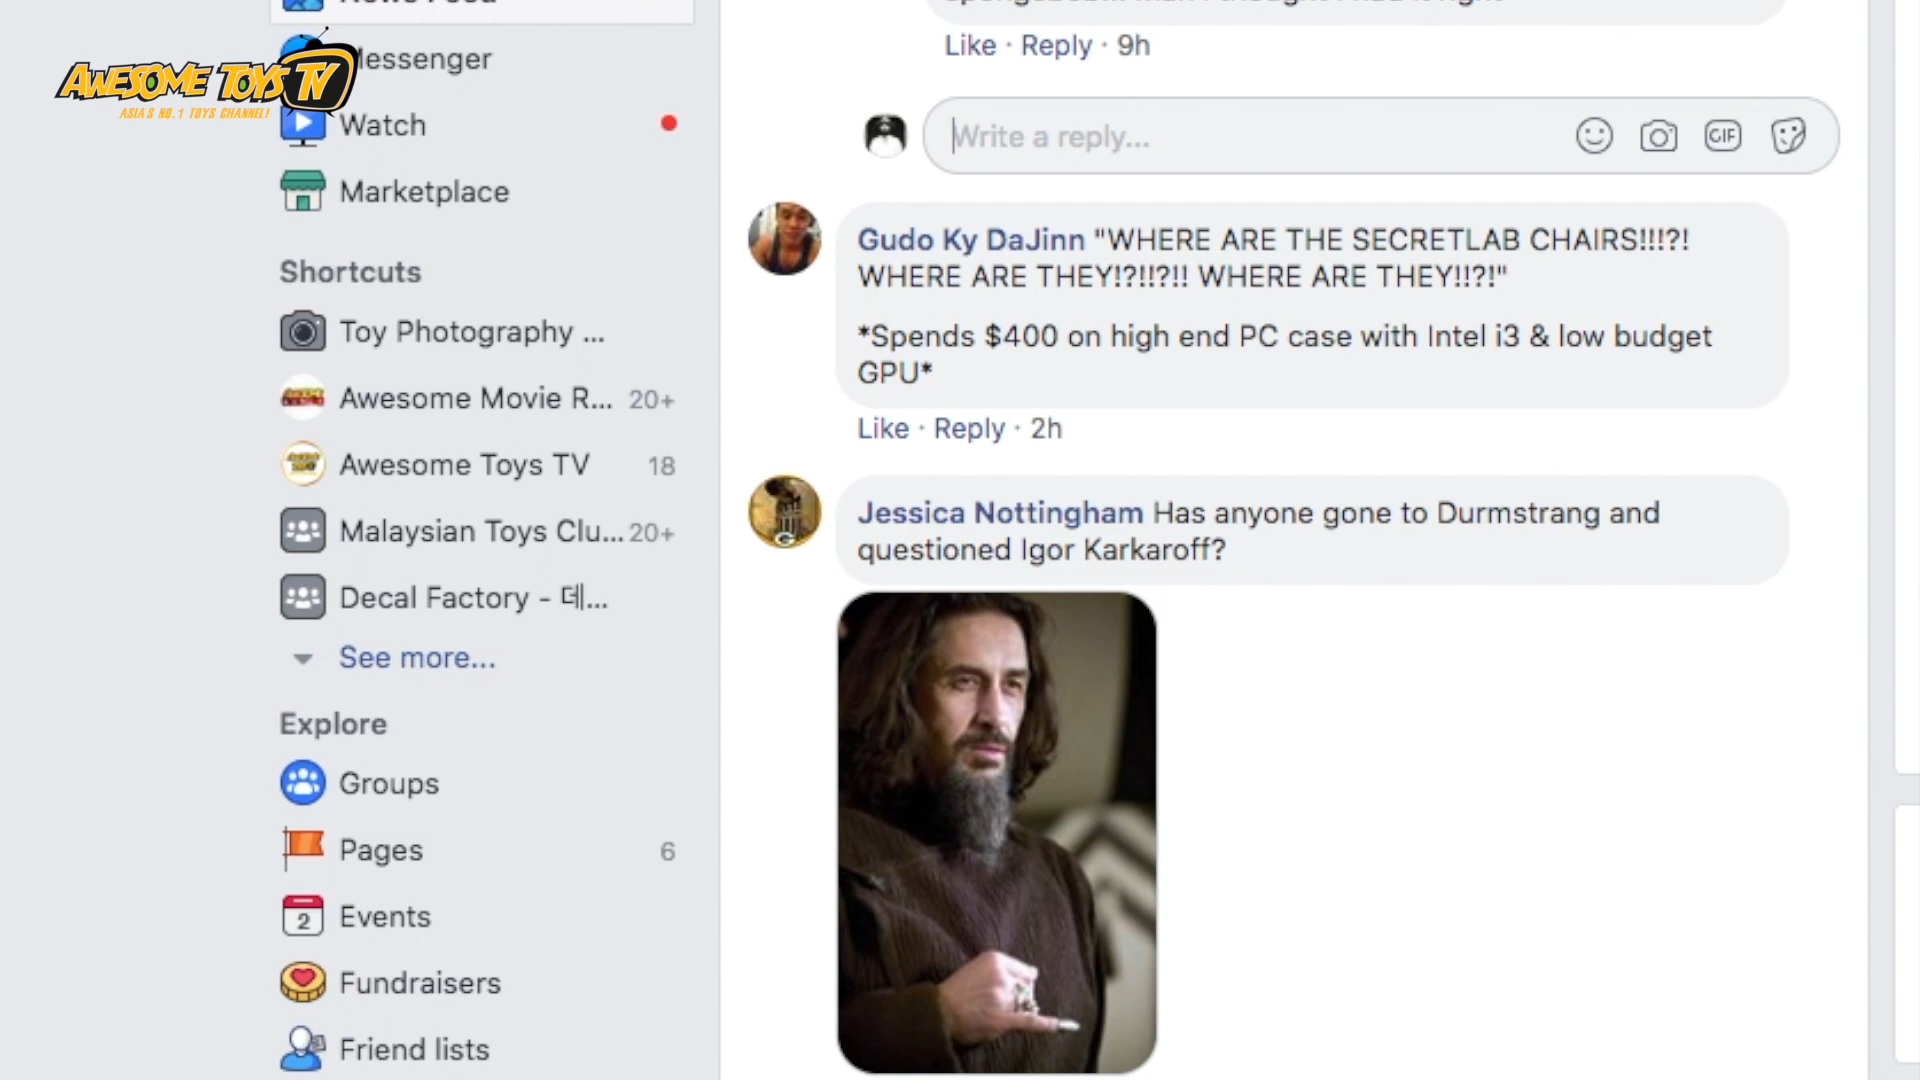 AWESOME TOYS TV
ASIA'S NO.1 TOYS CHANNEL!
News Feed
Messenger
Watch
Marketplace
Shortcuts
Toy Photography ...
Awesome Movie R... 20+
Awesome Toys TV 18
Malaysian Toys Clu... 20+
Decal Factory - 데...
See more...
Explore
Groups
Pages 6
2 Events
Fundraisers
Friend lists
Like · Reply · 9h
Write a reply...
GIF
Gudo Ky DaJinn "WHERE ARE THE SECRETLAB CHAIRS!!!?!
WHERE ARE THEY!?!!?!! WHERE ARE THEY!!?!"
*Spends $400 on high end PC case with Intel i3 & low budget
GPU*
Like · Reply · 2h
Jessica Nottingham Has anyone gone to Durmstrang and
questioned Igor Karkaroff?